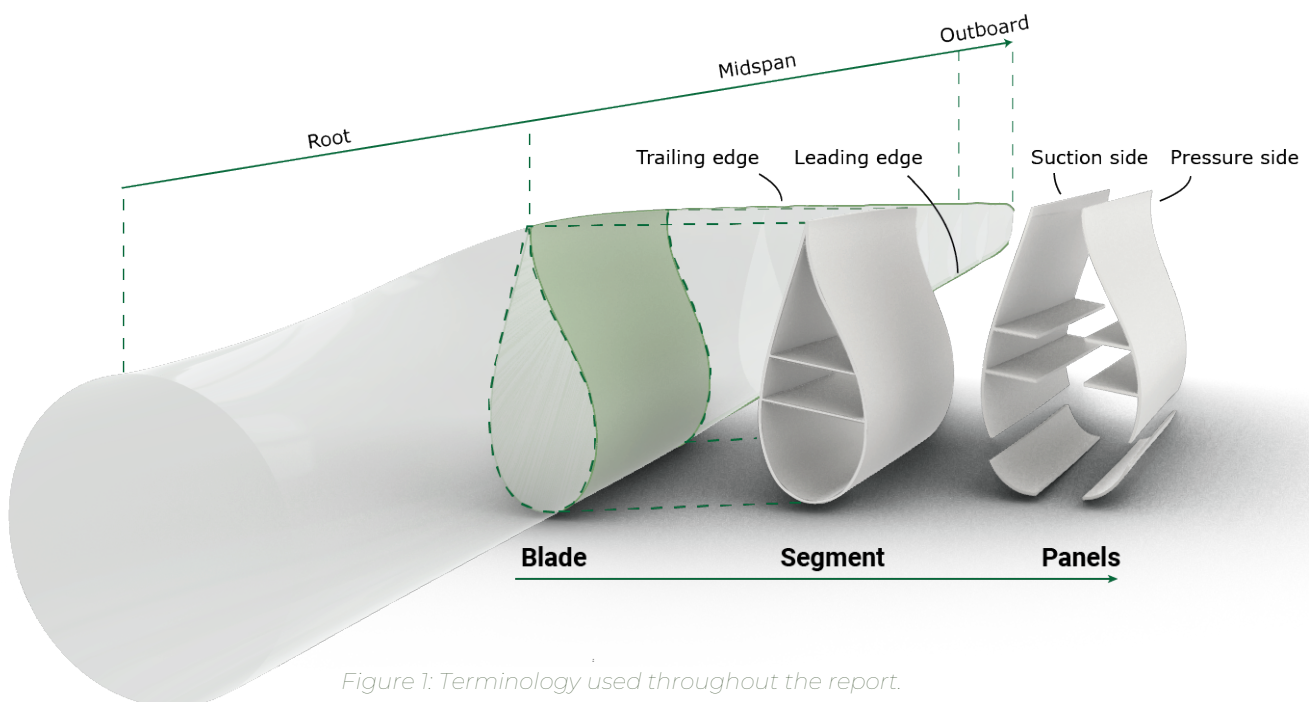 Outboard
Midspan
Root
Trailing edge
Leading edge
Suction side
Pressure side
Blade
Segment
Panels
Figure 1: Terminology used throughout the report.